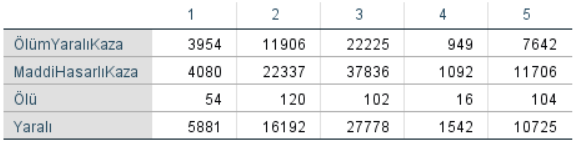 1 2 3 4 5
ÖlümYaralıKaza 3954 11906 22225 949 7642
MaddiHasarlıKaza 4080 22337 37836 1092 11706
Ölü 54 120 102 16 104
Yaralı 5881 16192 27778 1542 10725